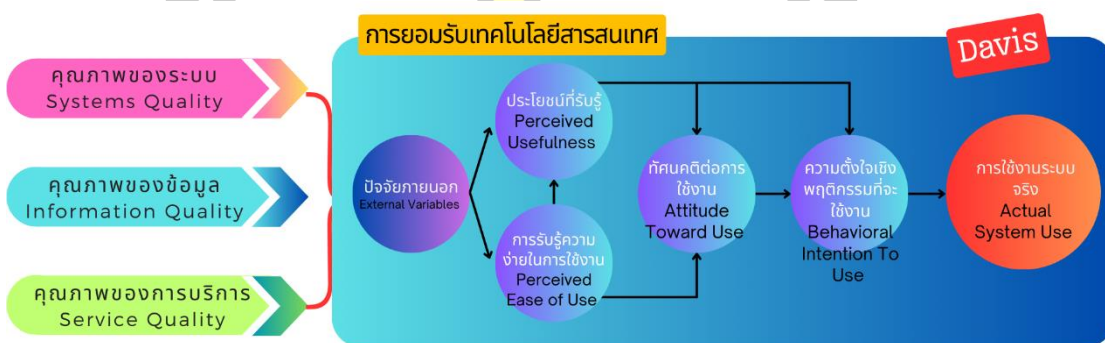 การยอมรับเทคโนโลยีสารสนเทศ
Davis
คุณภาพของระบบ
Systems Quality
คุณภาพของข้อมูล
Information Quality
คุณภาพของการบริการ
Service Quality
ปัจจัยภายนอก
External Variables
ประโยชน์ที่รับรู้
Perceived
Usefulness
การรับรู้ความ
ง่ายในการใช้งาน
Perceived
Ease of Use
ทัศนคติต่อการ
ใช้งาน
Attitude
Toward Use
ความตั้งใจเชิง
พฤติกรรมที่จะ
ใช้งาน
Behavioral
Intention To
Use
การใช้งานระบบ
จริง
Actual
System Use